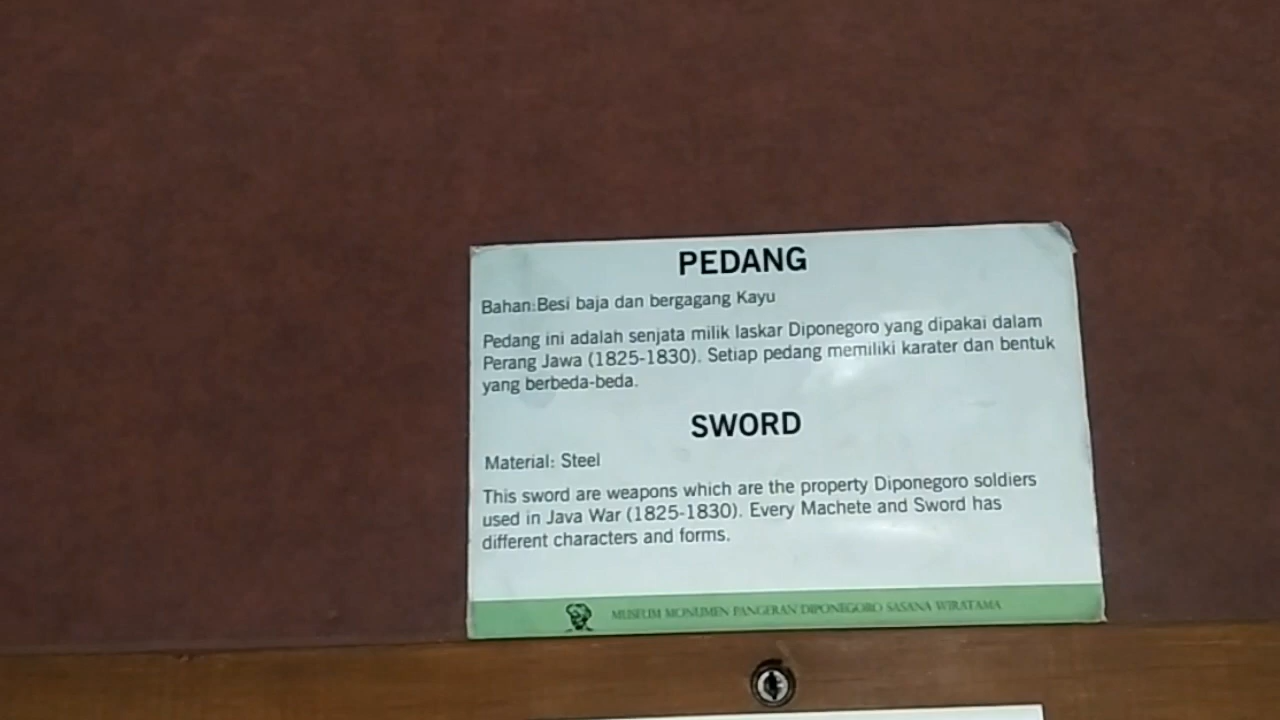 PEDANG
Bahan:Besi baja dan bergagang Kayu
Pedang ini adalah senjata milik laskar Diponegoro yang dipakai dalam
Perang Jawa (1825-1830). Setiap pedang memiliki karater dan bentuk
yang berbeda-beda.
SWORD
Material: Steel
This sword are weapons which are the property Diponegoro soldiers
used in Java War (1825-1830). Every Machete and Sword has
different characters and forms.
MUSEUM MONUMEN PANGERAN DIPONEGORO SASANA WIRATAMA